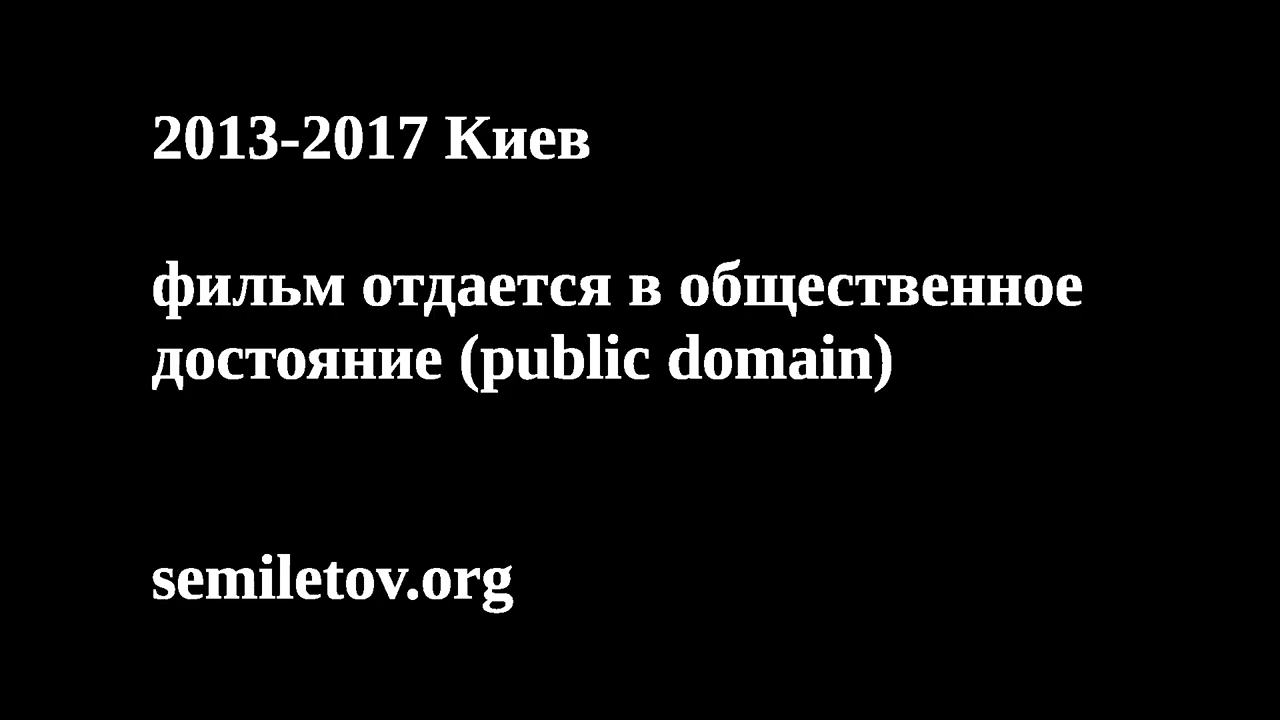 2013-2017 Киев
фильм отдается в общественное
достояние (public domain)
semiletov.org